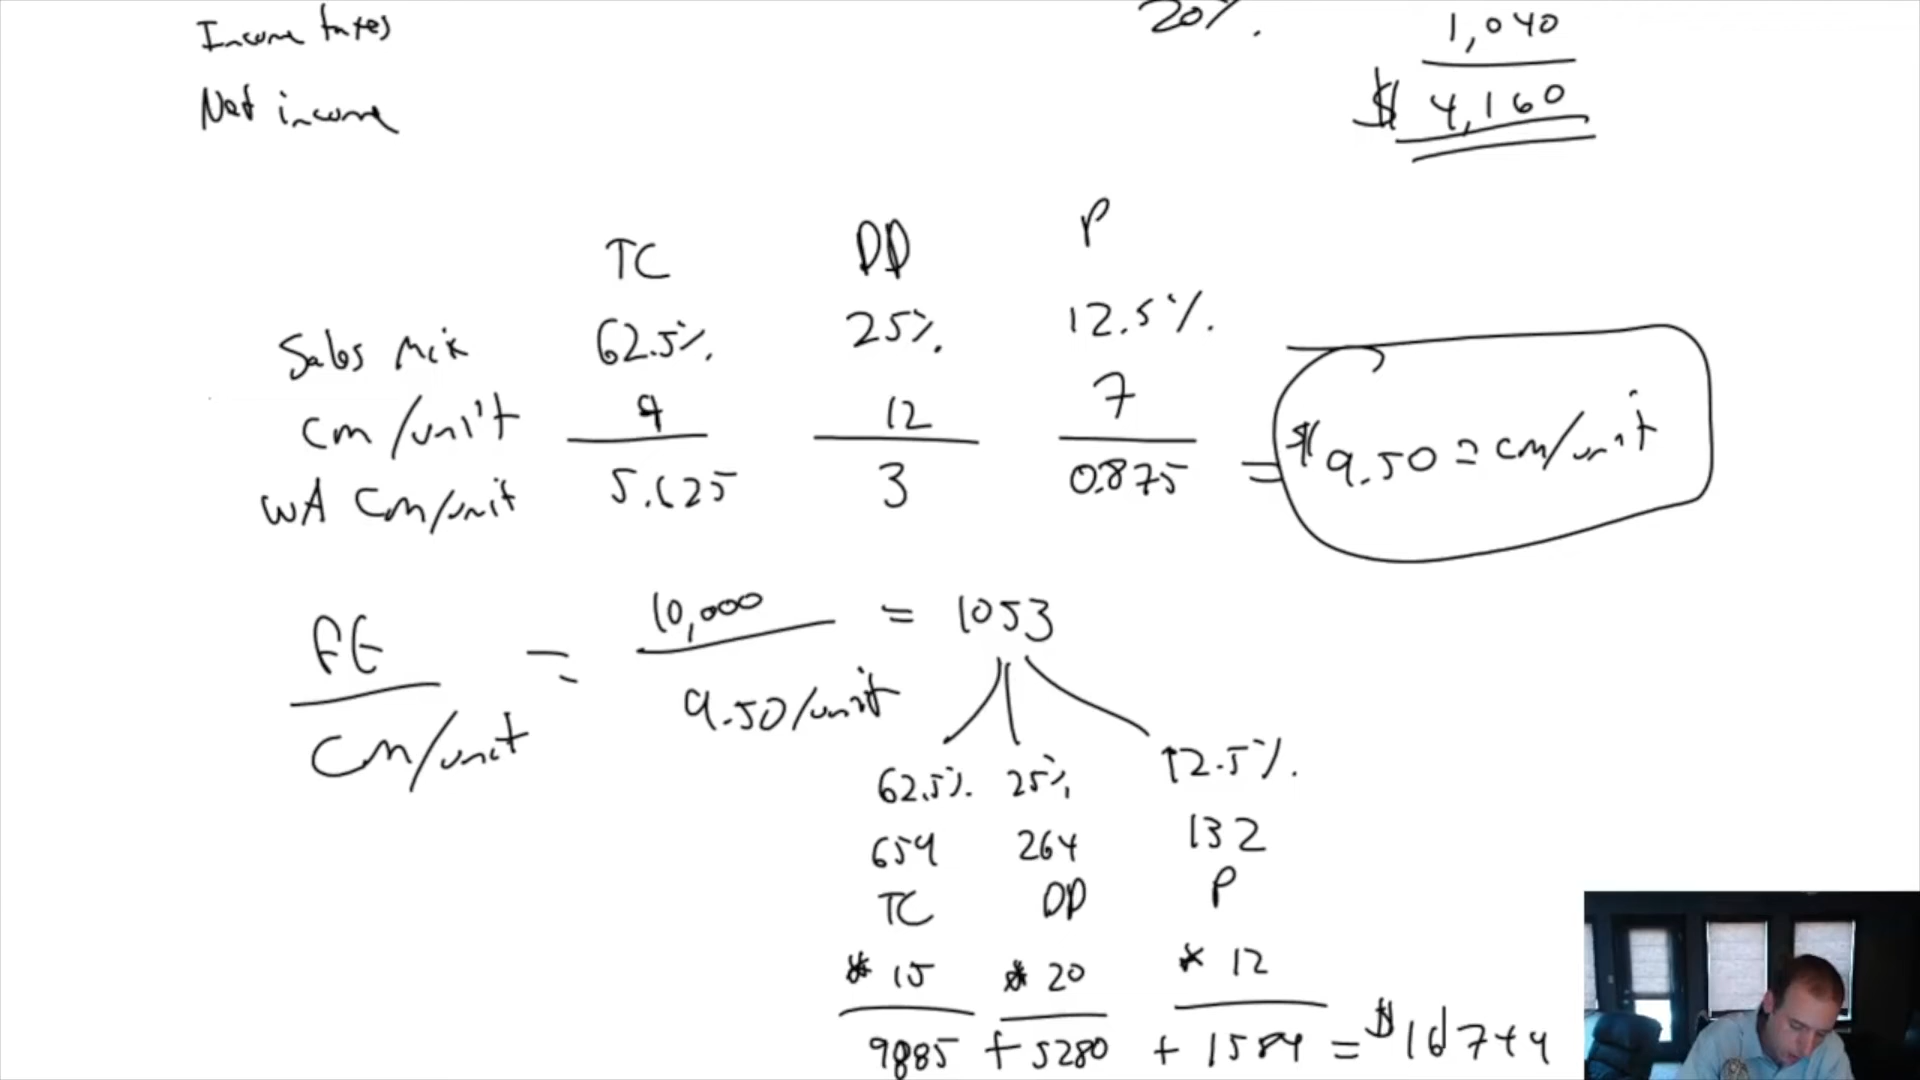 Income taxes 20%. 1,040
Net income $ 4,160
TC DD P
Sales Mix 62.5%. 25%. 12.5%.
cm/unit 9 12 7
WA cm/unit 5.625 3 0.875 = $9.50 = cm/unit
FE / cm/unit = 10,000 / 9.50/unit = 1053
62.5%. 25% 12.5%.
659 264 132
TC DD P
* 15 * 20 * 12
9885 + 5280 + 1584 = $16744